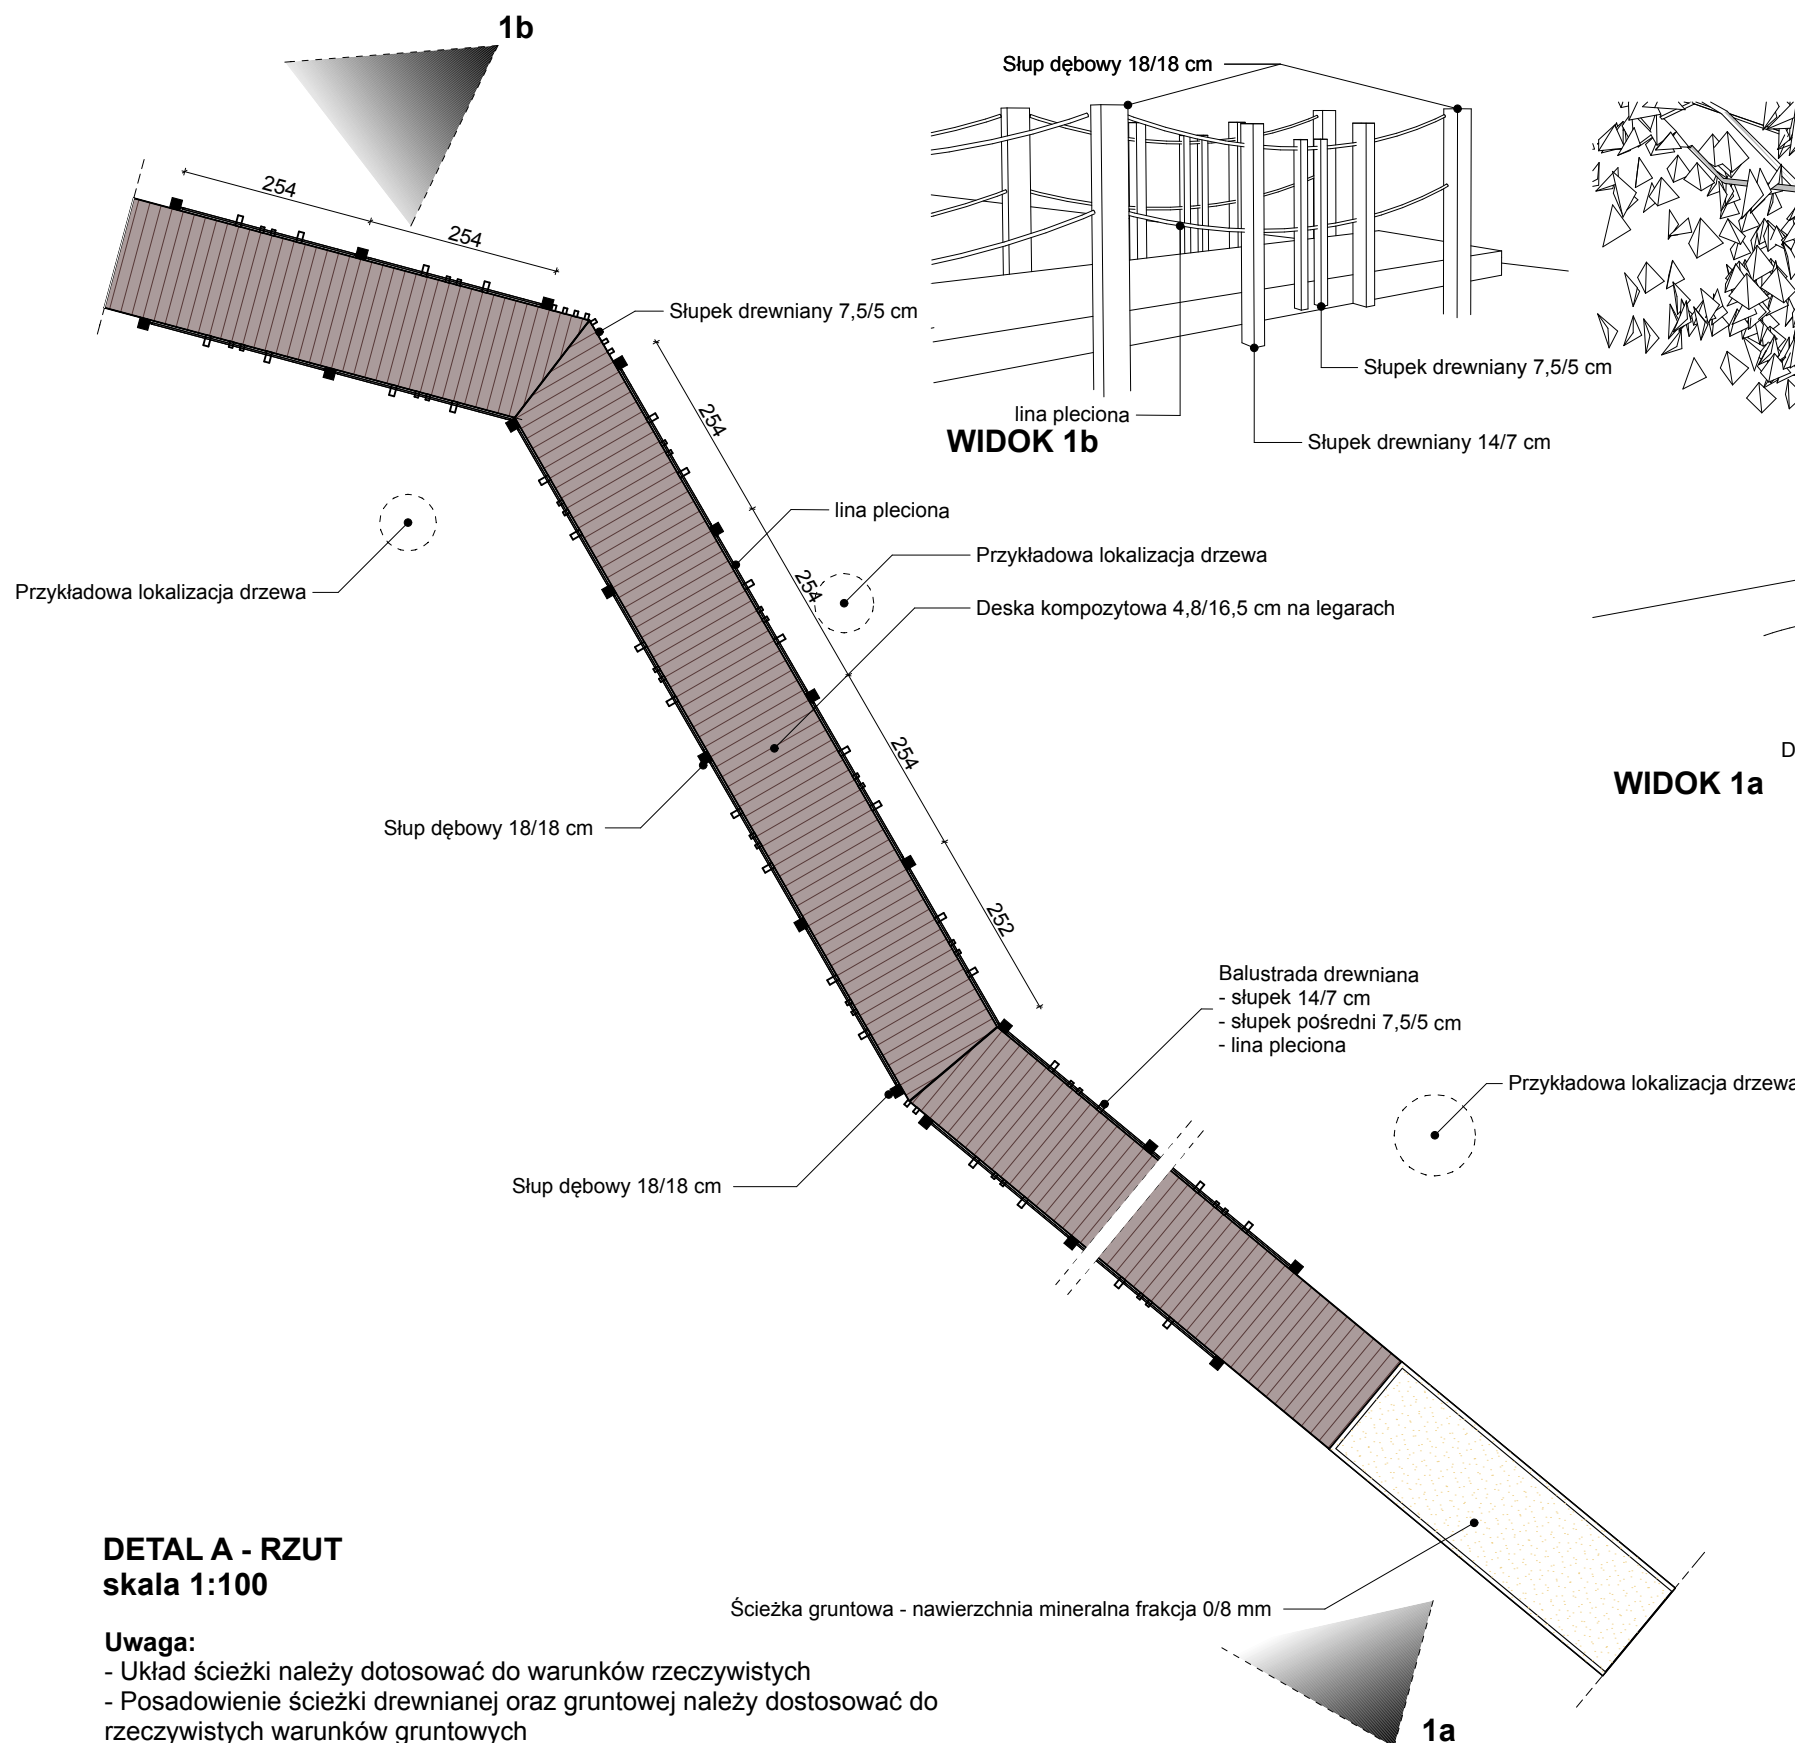 1b
Słup dębowy 18/18 cm
254
254
Słupek drewniany 7,5/5 cm
Słupek drewniany 7,5/5 cm
lina pleciona
WIDOK 1b
Słupek drewniany 14/7 cm
254
lina pleciona
Przykładowa lokalizacja drzewa
254
Przykładowa lokalizacja drzewa
Deska kompozytowa 4,8/16,5 cm na legarach
254
D
WIDOK 1a
Słup dębowy 18/18 cm
252
Balustrada drewniana
- słupek 14/7 cm
- słupek pośredni 7,5/5 cm
- lina pleciona
Przykładowa lokalizacja drzewa
Słup dębowy 18/18 cm
DETAL A - RZUT
skala 1:100
Ścieżka gruntowa - nawierzchnia mineralna frakcja 0/8 mm
Uwaga:
- Układ ścieżki należy dotosować do warunków rzeczywistych
- Posadowienie ścieżki drewnianej oraz gruntowej należy dostosować do
rzeczywistych warunków gruntowych
1a